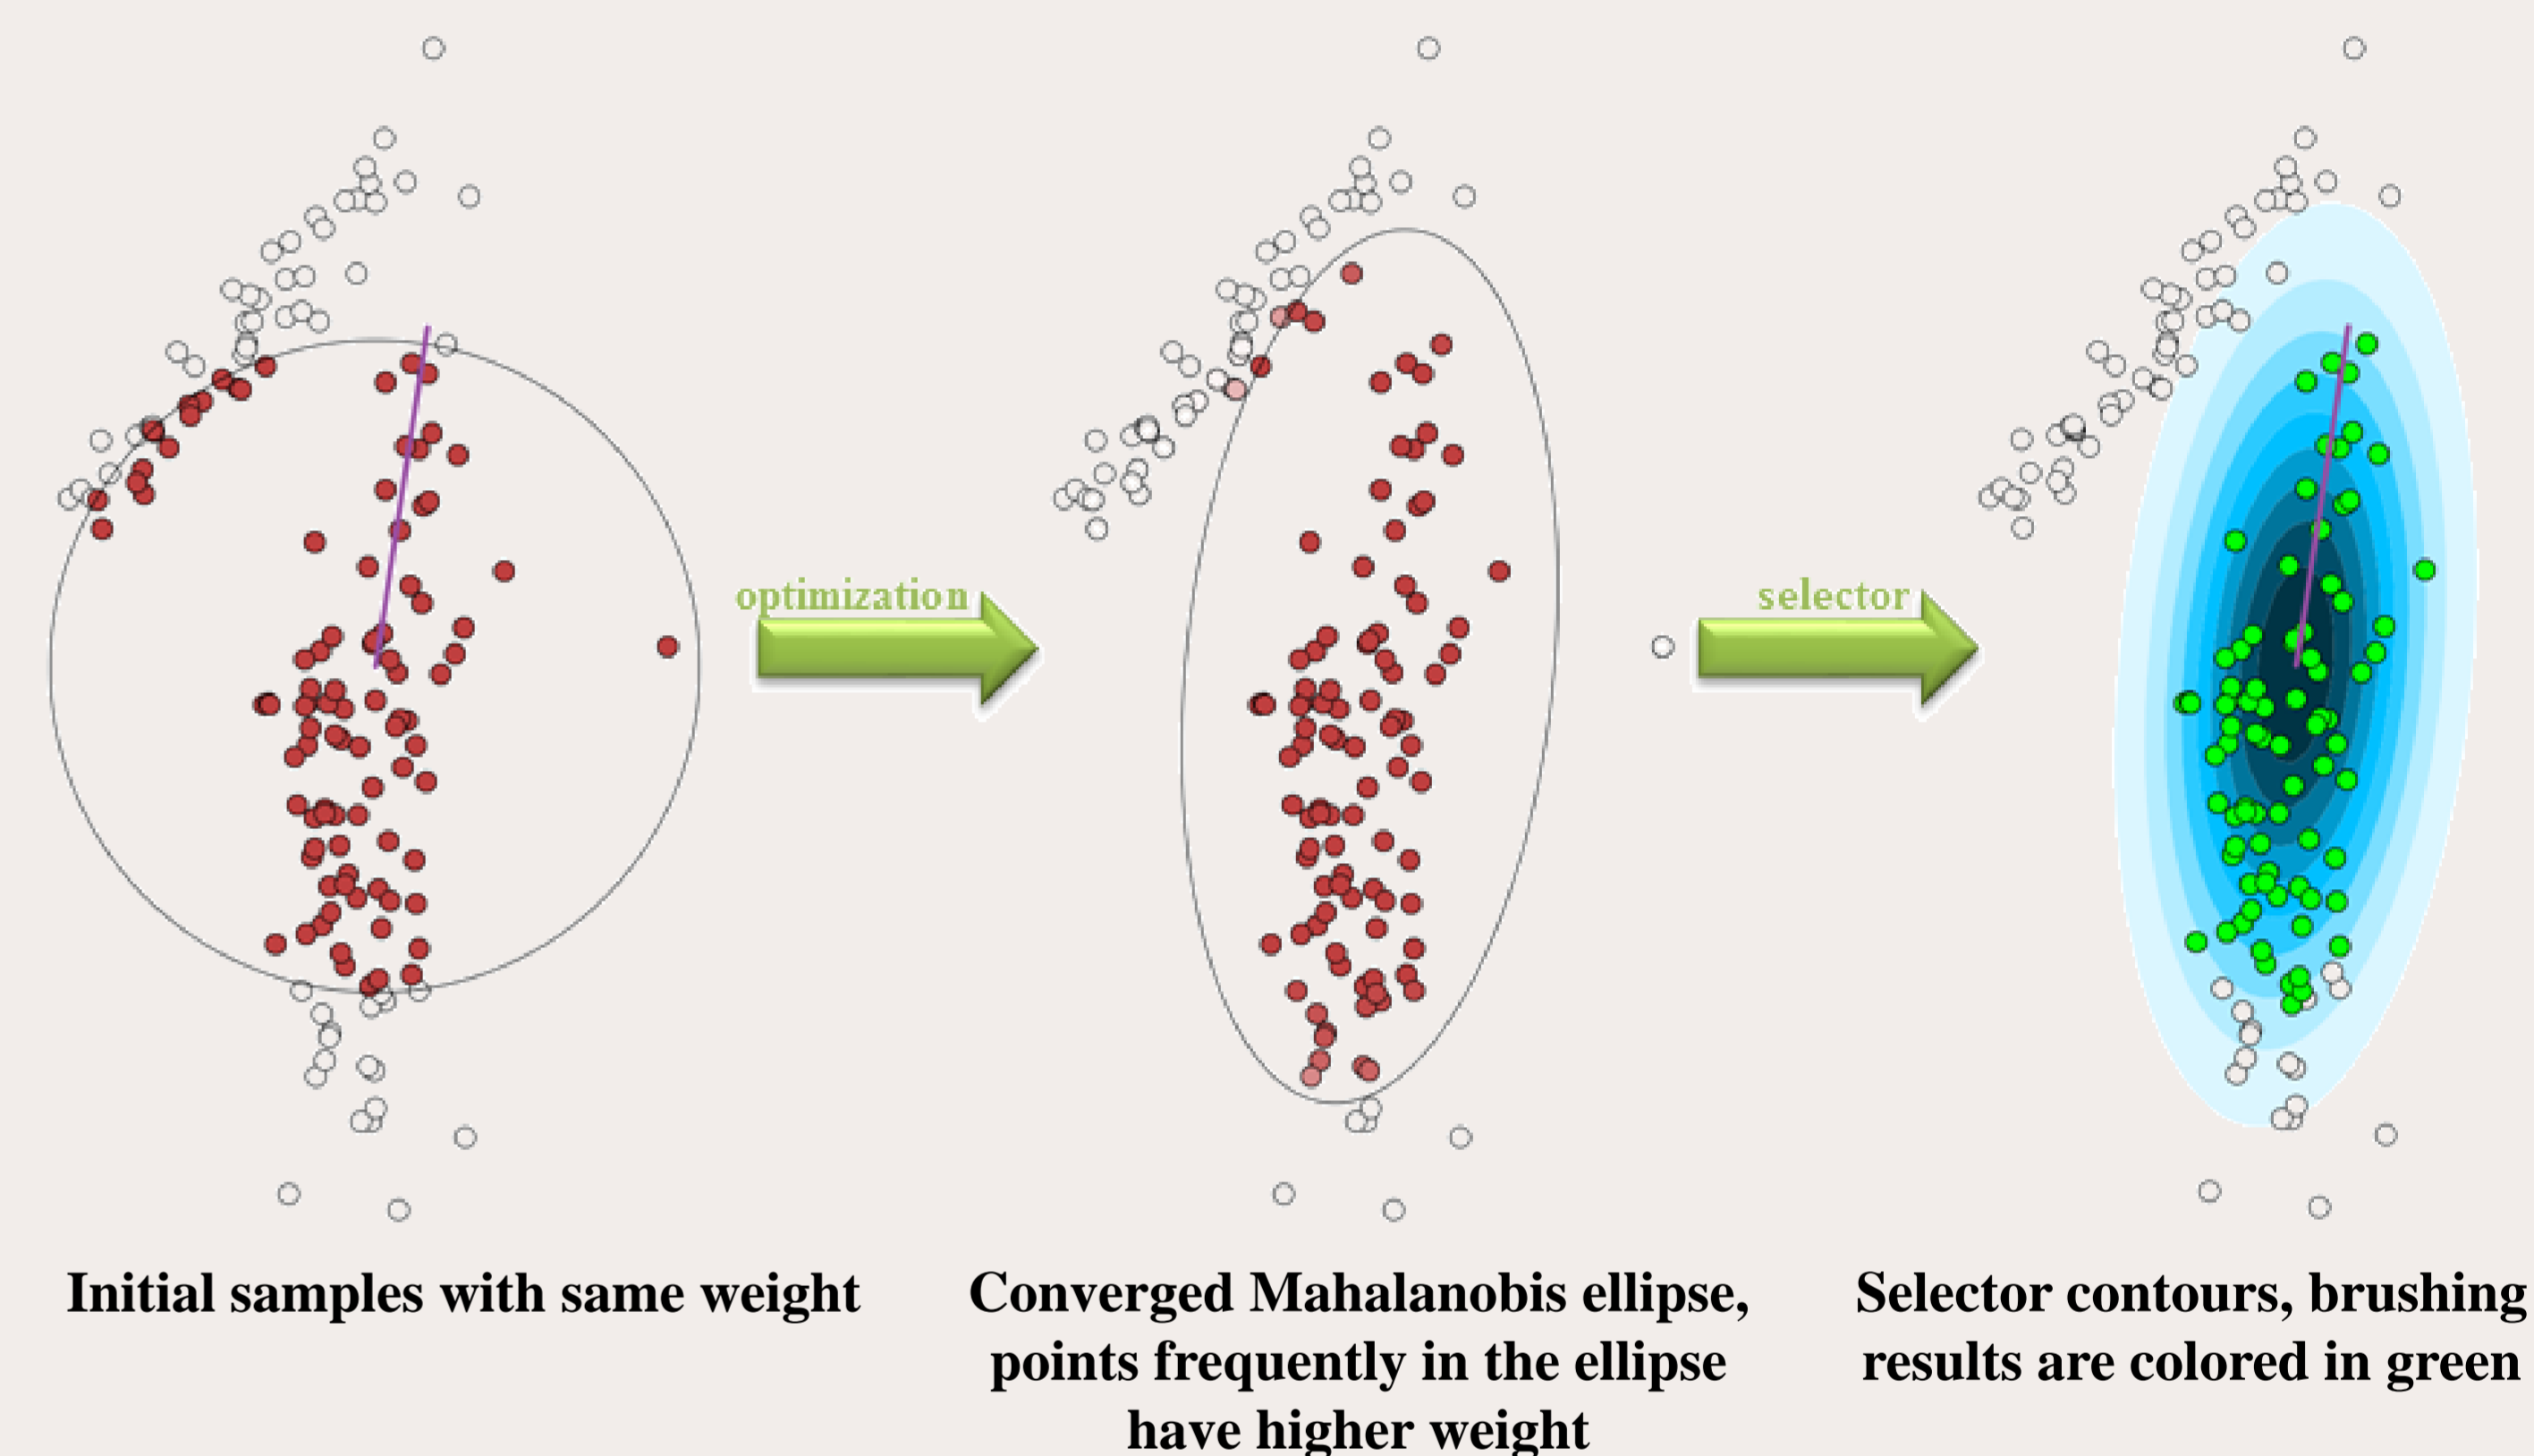 optimization
selector
Initial samples with same weight
Converged Mahalanobis ellipse,
points frequently in the ellipse
have higher weight
Selector contours, brushing
results are colored in green